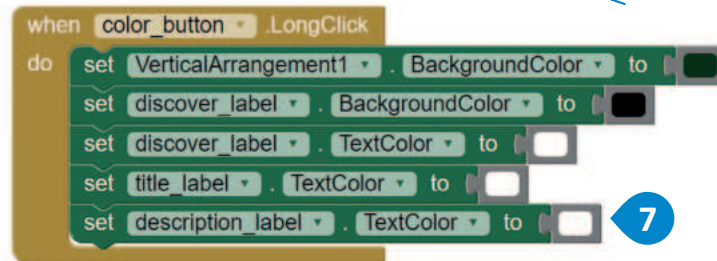 when color_button .LongClick
do set VerticalArrangement1 . BackgroundColor to
set discover_label . BackgroundColor to
set discover_label . TextColor to
set title_label . TextColor to
set description_label . TextColor to 7